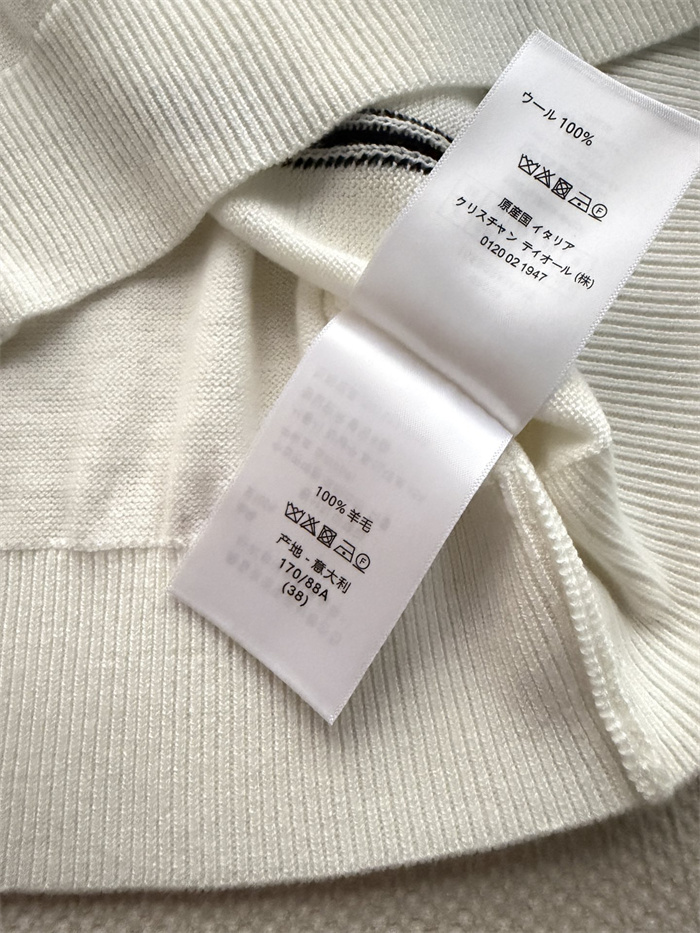 ウール 100%
F
原産国 イタリア
クリスチャン ディオール (株)
0120 02 1947
100% 羊毛
F
产地 - 意大利
170/88A
(38)